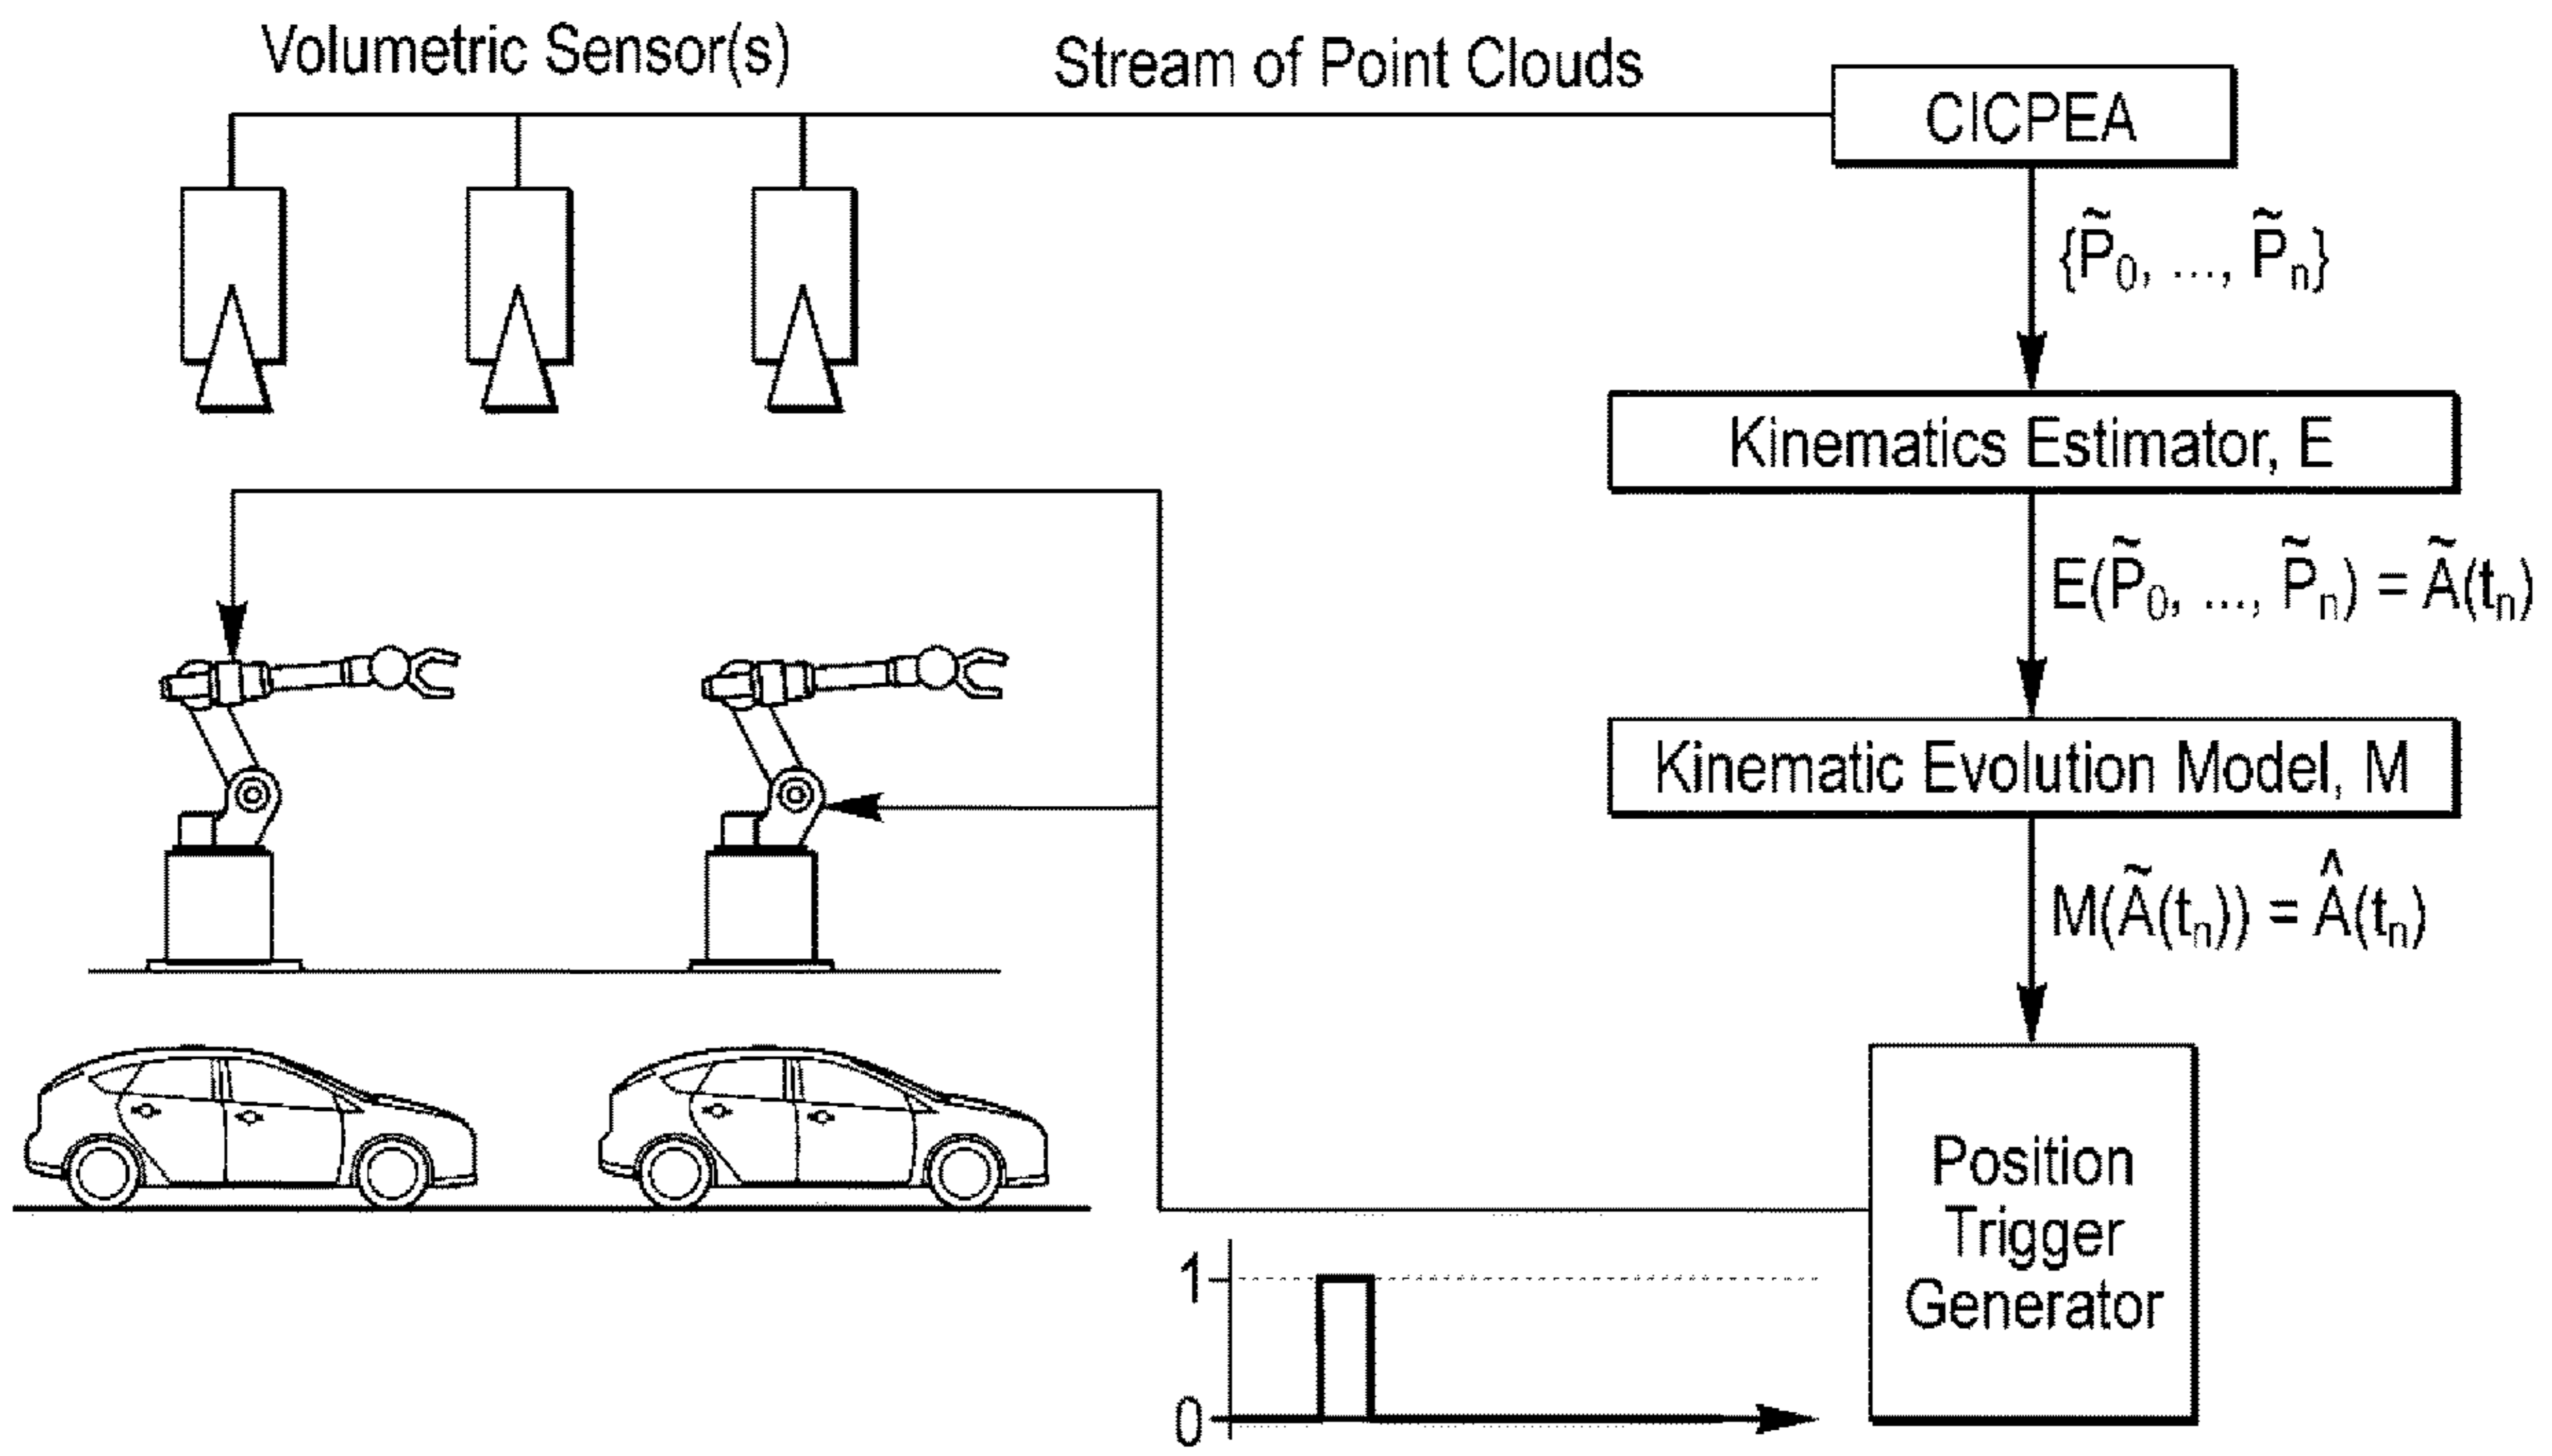 Volumetric Sensor(s)
Stream of Point Clouds
CICPEA
{P̃₀, ..., P̃ₙ}
Kinematics Estimator, E
E(P̃₀, ..., P̃ₙ) = Ã(tₙ)
Kinematic Evolution Model, M
M(Ã(tₙ)) = Â(tₙ)
Position
Trigger
Generator
1
0